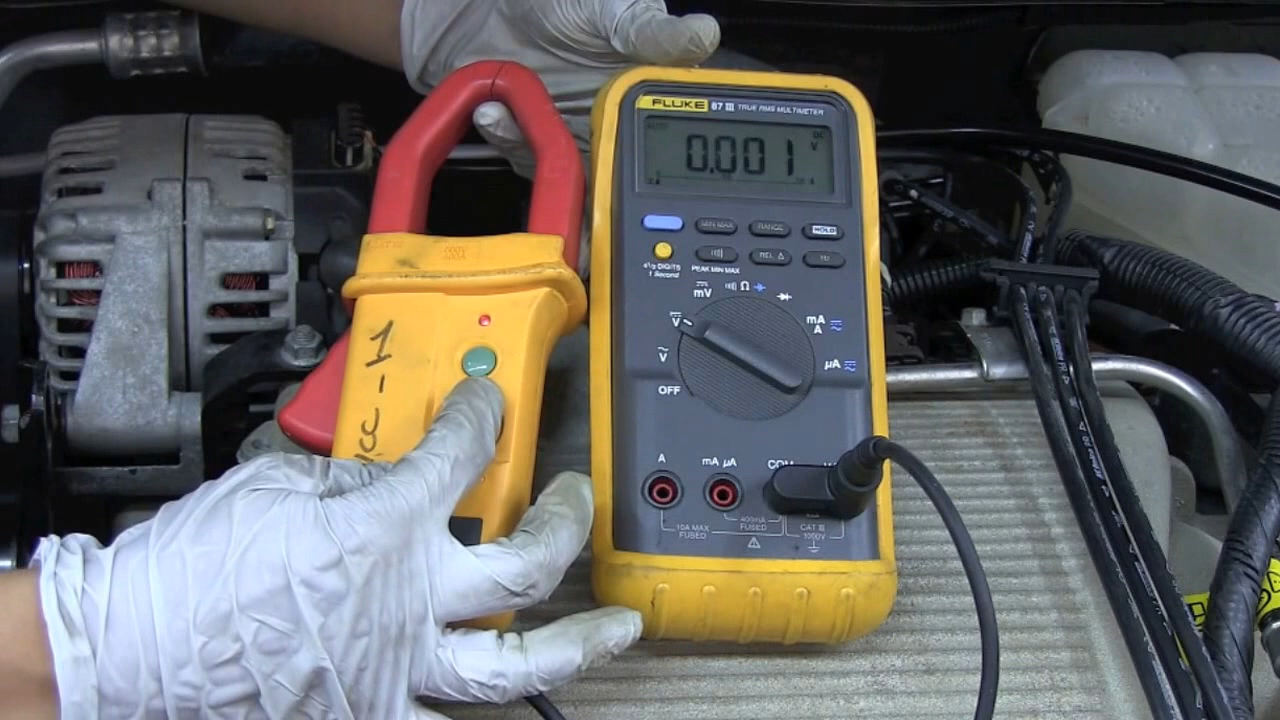 FLUKE 87 III TRUE RMS MULTIMETER
0.001 DC V
MIN MAX RANGE HOLD
REL △ Hz
4½ DIGITS
1 Second
PEAK MIN MAX
mV Ω
V mA
A
V µA
OFF
A mA µA COM
10A MAX
FUSED
400mA
FUSED
CAT III
1000V
ACC-1